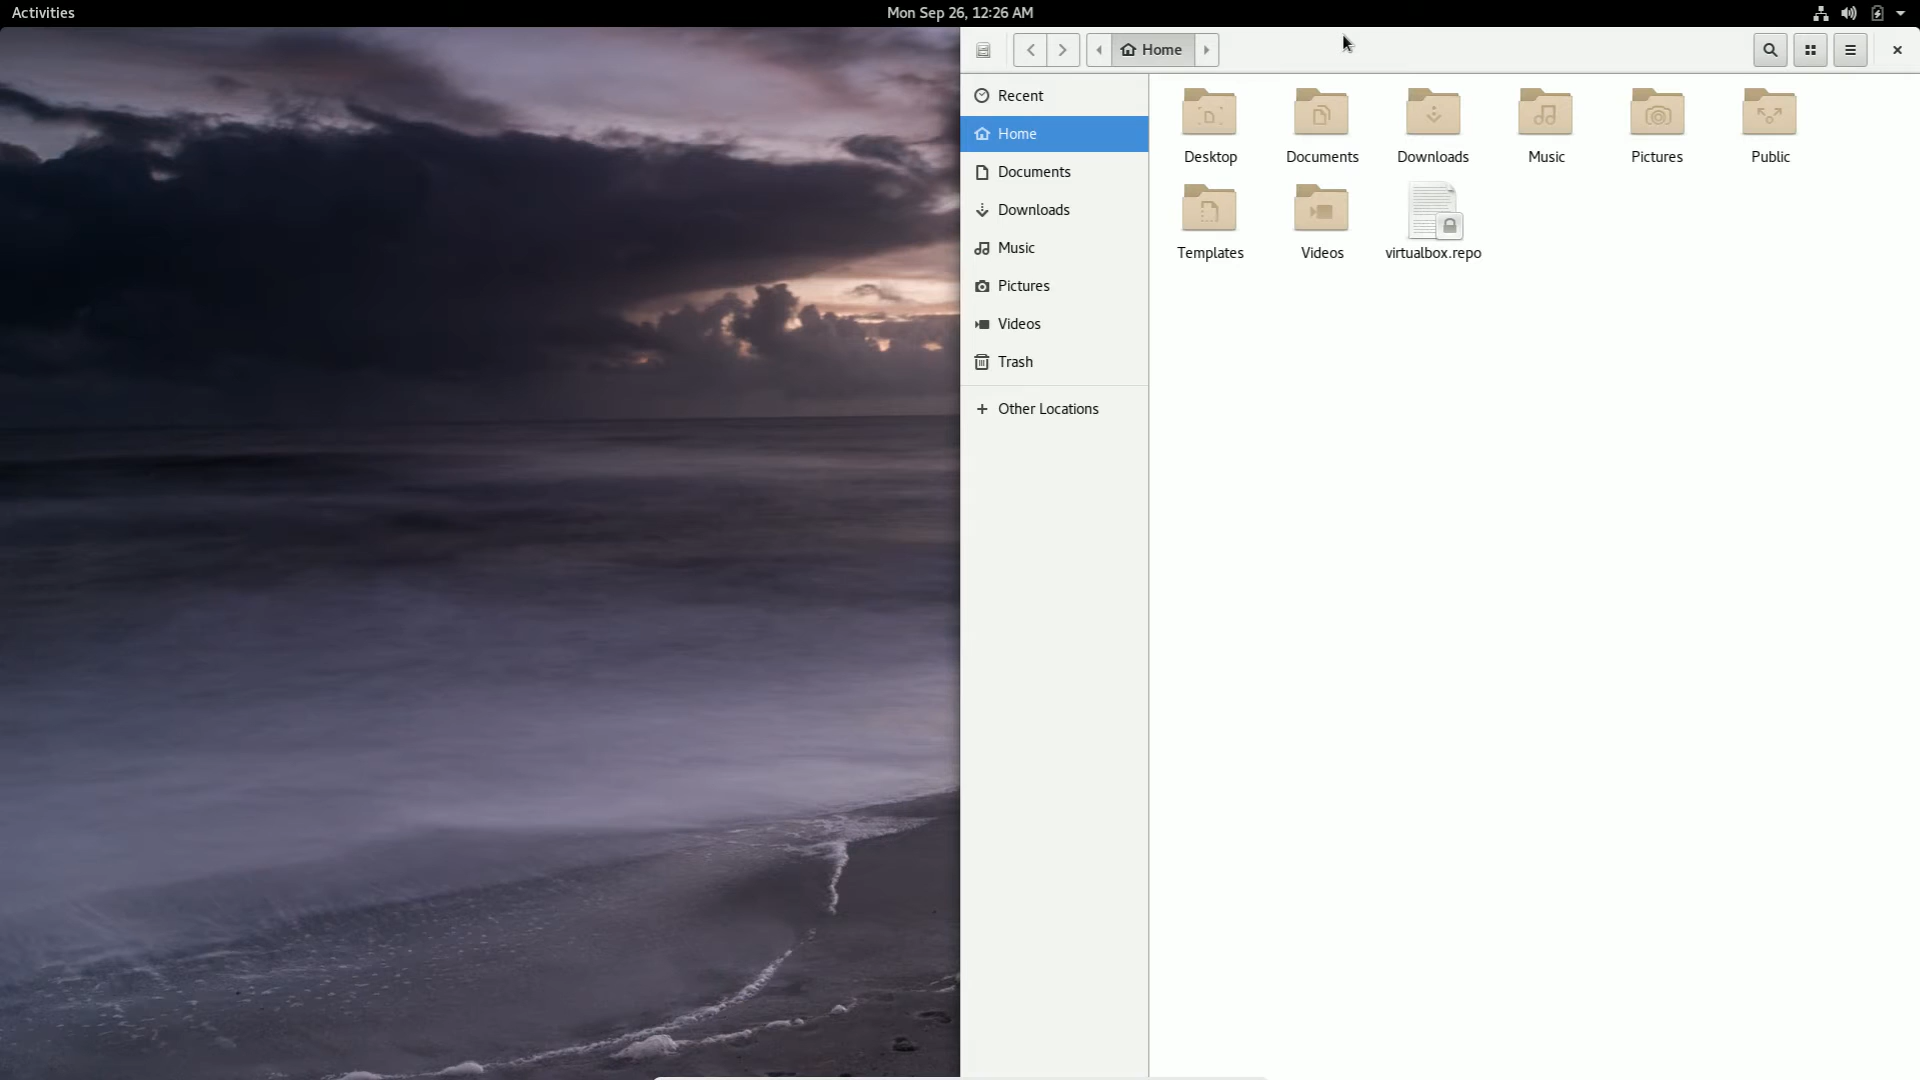 Activities
Mon Sep 26, 12:26 AM
Home
Recent
Home
Documents
Downloads
Music
Pictures
Videos
Trash
Other Locations
Desktop
Documents
Downloads
Music
Pictures
Public
Templates
Videos
virtualbox.repo